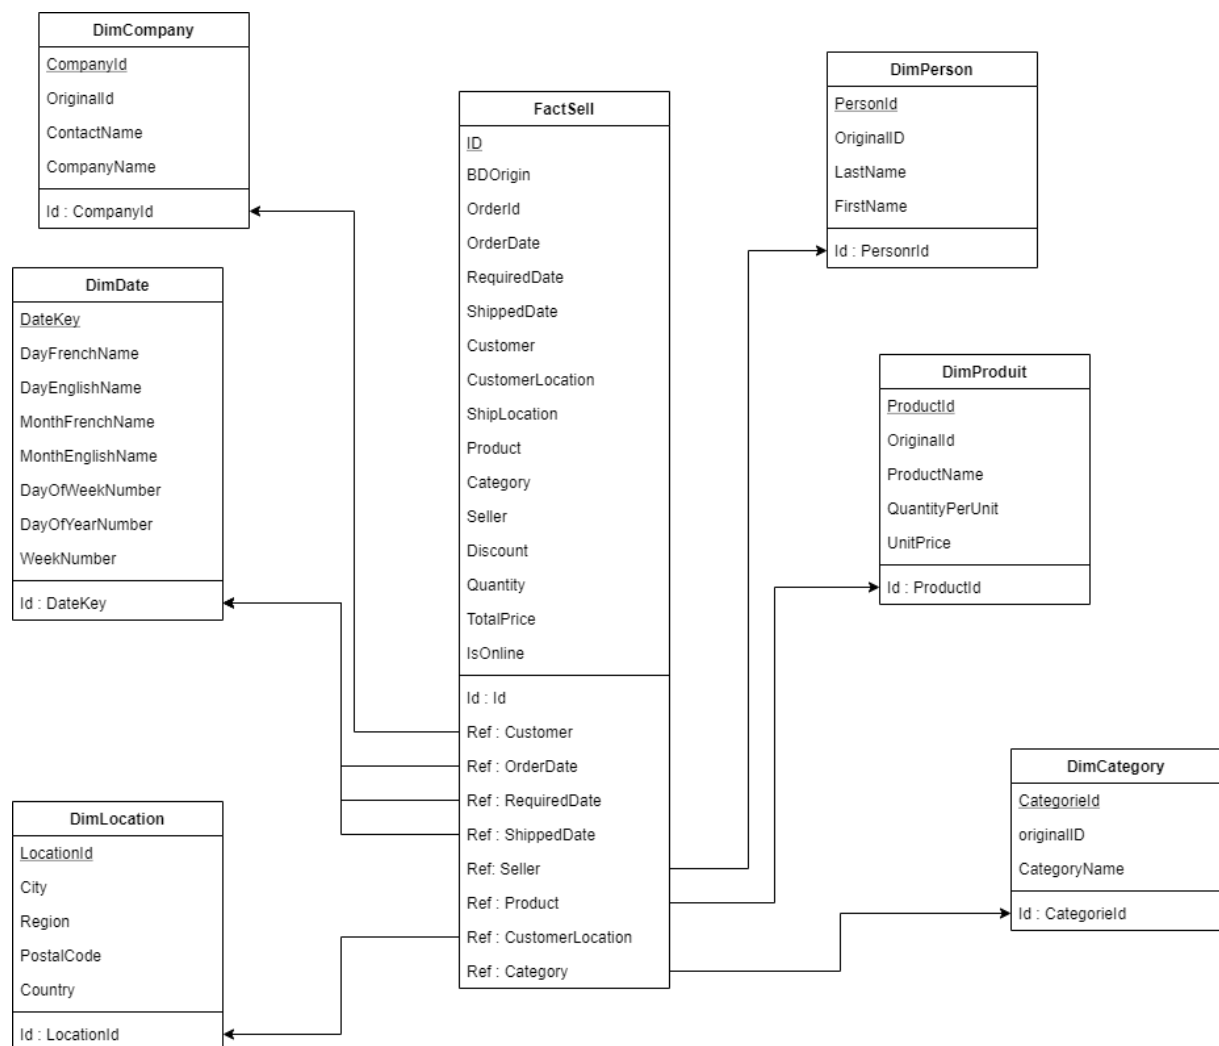 DimCompany
CompanyId
OriginalId
ContactName
CompanyName
Id : CompanyId
DimDate
DateKey
DayFrenchName
DayEnglishName
MonthFrenchName
MonthEnglishName
DayOfWeekNumber
DayOfYearNumber
WeekNumber
Id : DateKey
DimLocation
LocationId
City
Region
PostalCode
Country
Id : LocationId
FactSell
ID
BDOrigin
OrderId
OrderDate
RequiredDate
ShippedDate
Customer
CustomerLocation
ShipLocation
Product
Category
Seller
Discount
Quantity
TotalPrice
IsOnline
Id : Id
Ref : Customer
Ref : OrderDate
Ref : RequiredDate
Ref : ShippedDate
Ref: Seller
Ref : Product
Ref : CustomerLocation
Ref : Category
DimPerson
PersonId
OriginalID
LastName
FirstName
Id : PersonrId
DimProduit
ProductId
OriginalId
ProductName
QuantityPerUnit
UnitPrice
Id : ProductId
DimCategory
CategorieId
originalID
CategoryName
Id : CategorieId